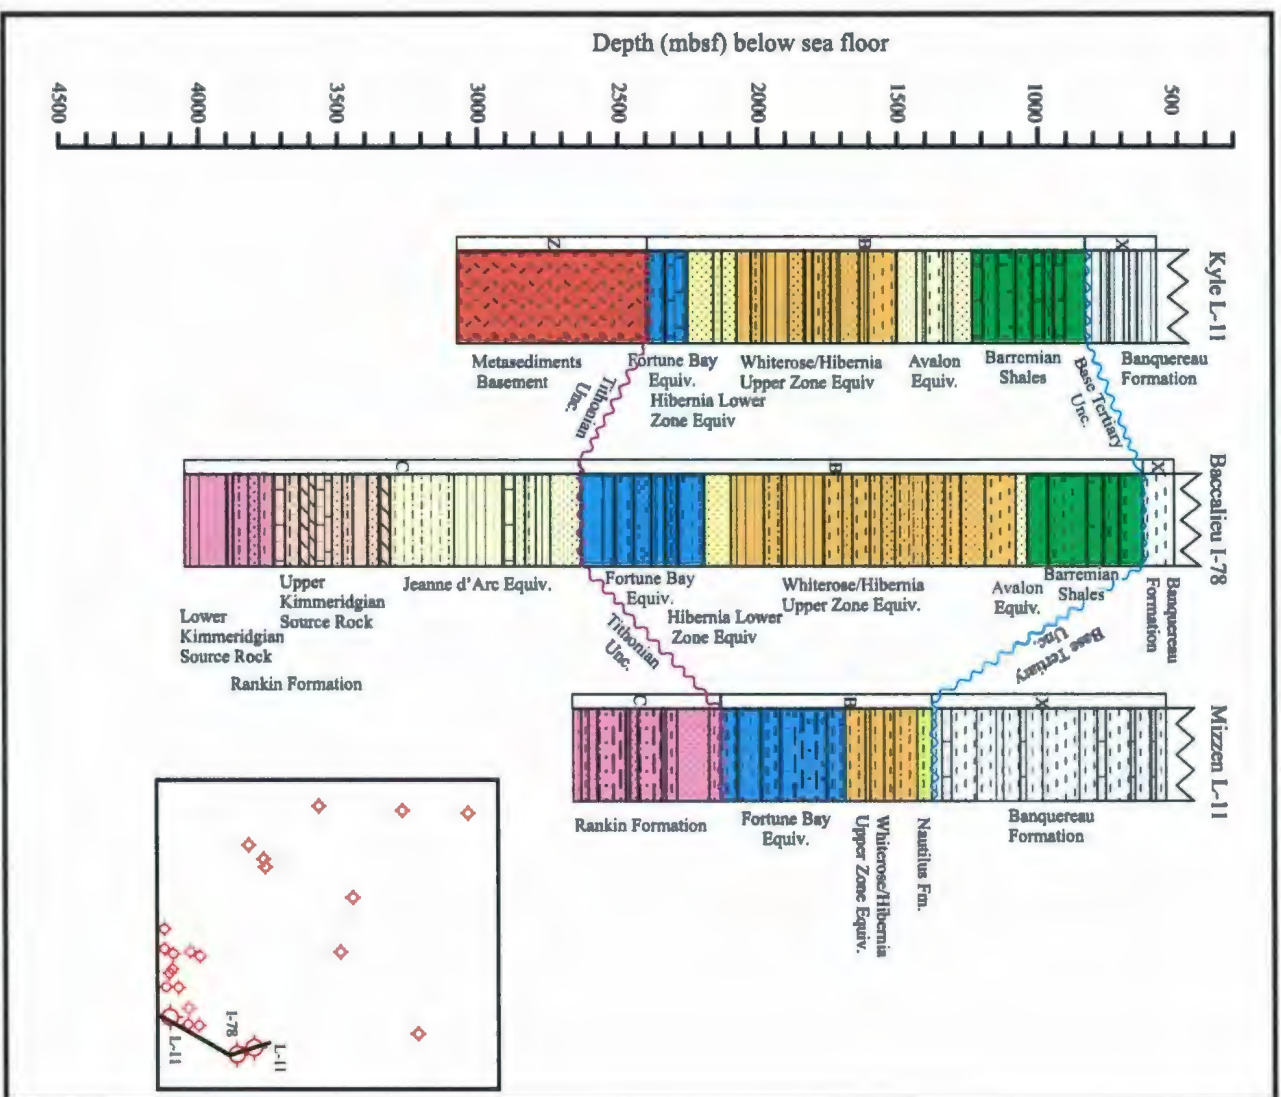 Depth (mbsf) below sea floor
4500
4000
3500
3000
2500
2000
1500
1000
500
Kyle L-11
Z
B
X
Metasediments
Basement
Fortune Bay
Equiv.
Hibernia Lower
Zone Equiv
Whiterose/Hibernia
Upper Zone Equiv
Avalon
Equiv.
Barremian
Shales
Banquereau
Formation
Tithonian
Unc.
Base Tertiary
Unc.
Baccalieu I-78
C
B
X
Lower
Kimmeridgian
Source Rock
Upper
Kimmeridgian
Source Rock
Rankin Formation
Jeanne d'Arc Equiv.
Fortune Bay
Equiv.
Hibernia Lower
Zone Equiv
Whiterose/Hibernia
Upper Zone Equiv.
Avalon
Equiv.
Barremian
Shales
Banquereau
Formation
Tithonian
Unc.
Base Tertiary
Unc.
Mizzen L-11
C
B
X
Rankin Formation
Fortune Bay
Equiv.
Whiterose/Hibernia
Upper Zone Equiv.
Nautilus Fm.
Banquereau
Formation
I-78
L-11
L-11